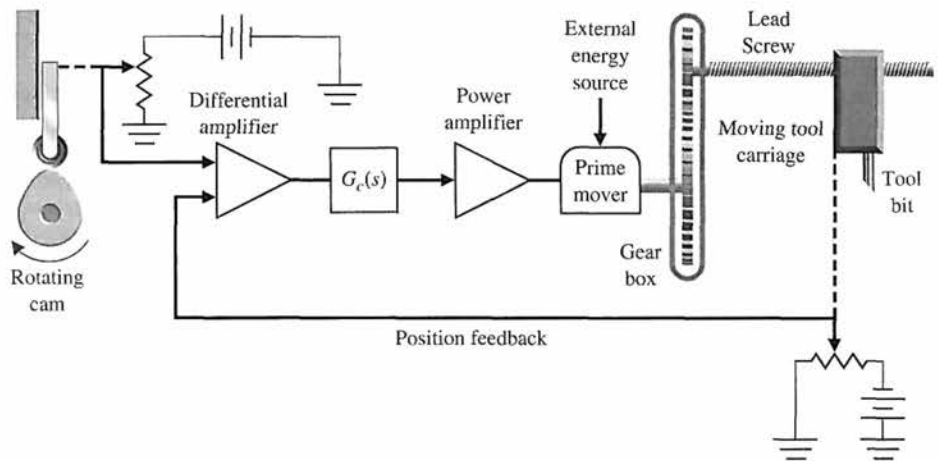 External
energy
source
Lead
Screw
Differential
amplifier
Power
amplifier
Moving tool
carriage
G_c(s)
Prime
mover
Tool
bit
Gear
box
Rotating
cam
Position feedback